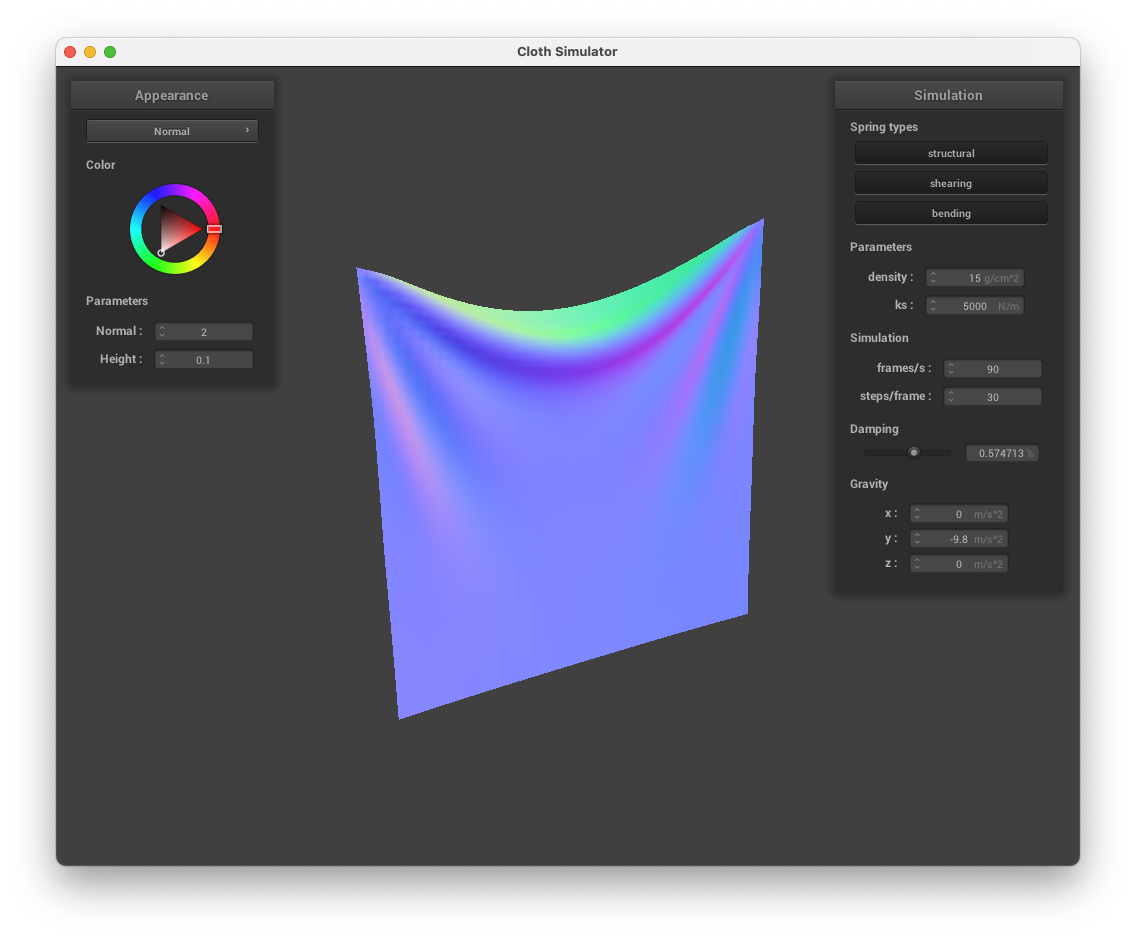 Cloth Simulator
Appearance
Normal ›
Color
Parameters
Normal : 2
Height : 0.1
Simulation
Spring types
structural
shearing
bending
Parameters
density : 15 g/cm^2
ks : 5000 N/m
Simulation
frames/s : 90
steps/frame : 30
Damping
0.574713 %
Gravity
x : 0 m/s^2
y : -9.8 m/s^2
z : 0 m/s^2